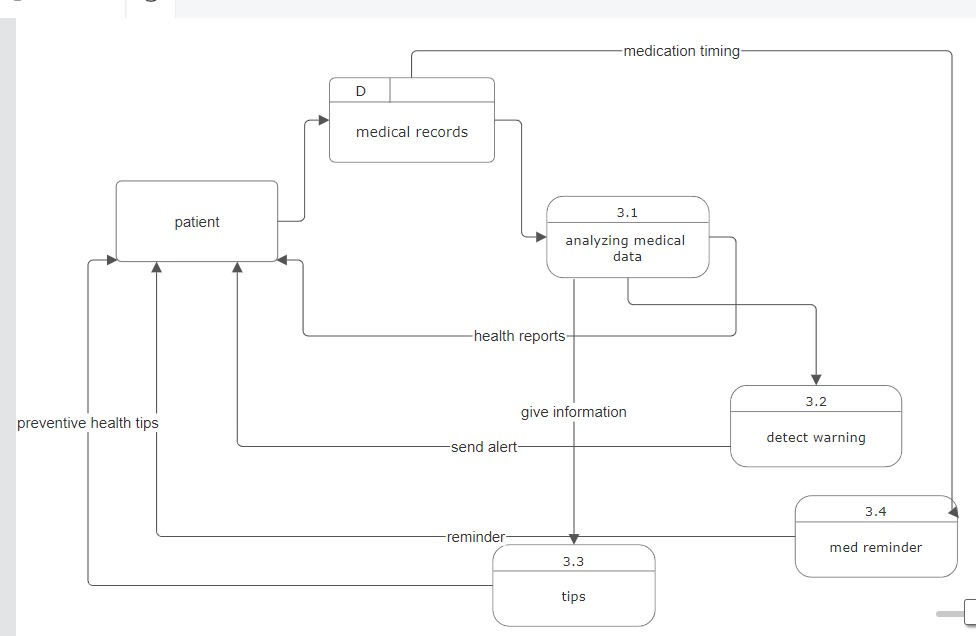 medication timing
D
medical records
patient
3.1
analyzing medical
data
health reports
3.2
give information
preventive health tips
detect warning
send alert
3.4
reminder
med reminder
3.3
tips